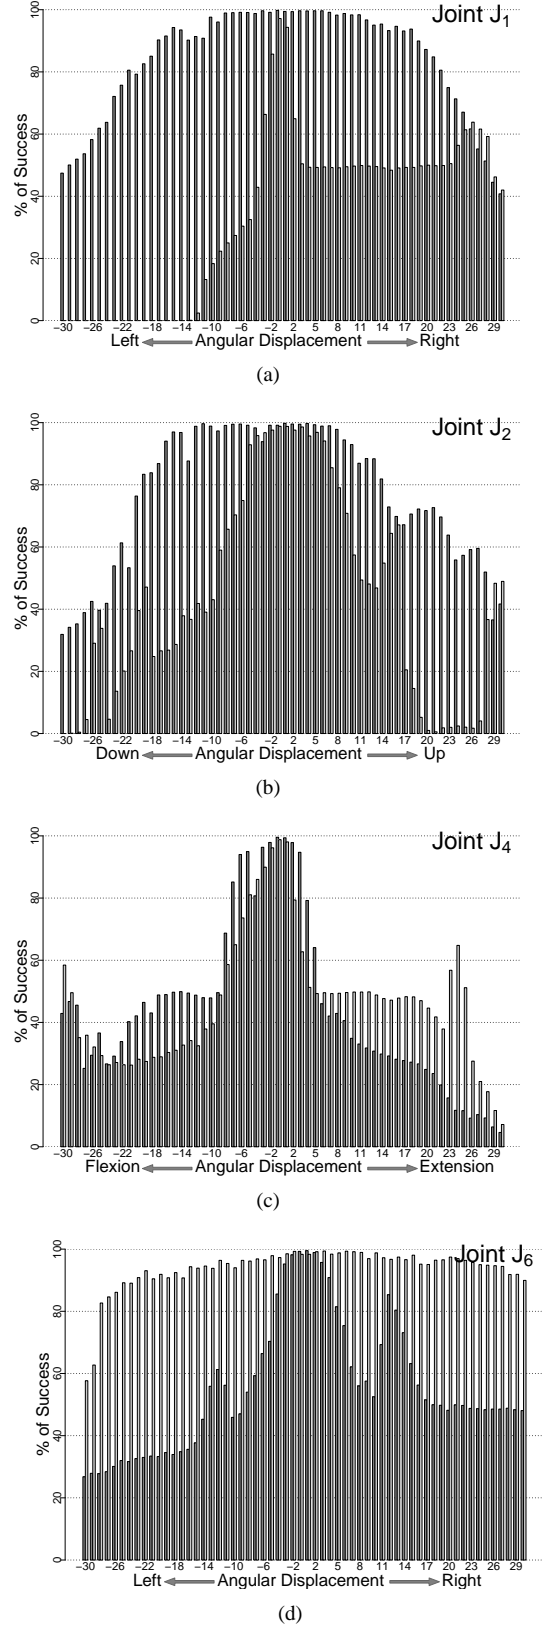 Joint J1
% of Success
100
80
60
40
20
0
−30 −26 −22 −18 −14 −10 −6 −2 2 5 8 11 14 17 20 23 26 29
Left Angular Displacement Right
(a)
Joint J2
% of Success
100
80
60
40
20
0
−30 −26 −22 −18 −14 −10 −6 −2 2 5 8 11 14 17 20 23 26 29
Down Angular Displacement Up
(b)
Joint J4
% of Success
100
80
60
40
20
0
−30 −26 −22 −18 −14 −10 −6 −2 2 5 8 11 14 17 20 23 26 29
Flexion Angular Displacement Extension
(c)
Joint J6
% of Success
100
80
60
40
20
0
−30 −26 −22 −18 −14 −10 −6 −2 2 5 8 11 14 17 20 23 26 29
Left Angular Displacement Right
(d)